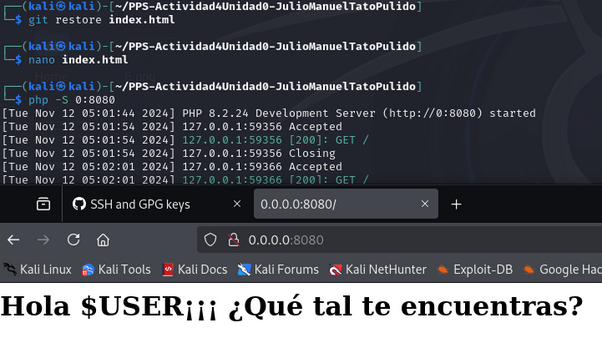 ┌──(kali㉿kali)-[~/PPS-Actividad4Unidad0-JulioManuelTatoPulido]
└─$ git restore index.html
┌──(kali㉿kali)-[~/PPS-Actividad4Unidad0-JulioManuelTatoPulido]
└─$ nano index.html
┌──(kali㉿kali)-[~/PPS-Actividad4Unidad0-JulioManuelTatoPulido]
└─$ php -S 0:8080
[Tue Nov 12 05:01:44 2024] PHP 8.2.24 Development Server (http://0:8080) started
[Tue Nov 12 05:01:54 2024] 127.0.0.1:59356 Accepted
[Tue Nov 12 05:01:54 2024] 127.0.0.1:59356 [200]: GET /
[Tue Nov 12 05:01:54 2024] 127.0.0.1:59356 Closing
[Tue Nov 12 05:02:01 2024] 127.0.0.1:59366 Accepted
[Tue Nov 12 05:02:01 2024] 127.0.0.1:59366 [200]: GET /
SSH and GPG keys × 0.0.0.0:8080/ × +
0.0.0.0:8080
Kali Linux Kali Tools Kali Docs Kali Forums Kali NetHunter Exploit-DB Google Hac
Hola $USER¡¡¡ ¿Qué tal te encuentras?